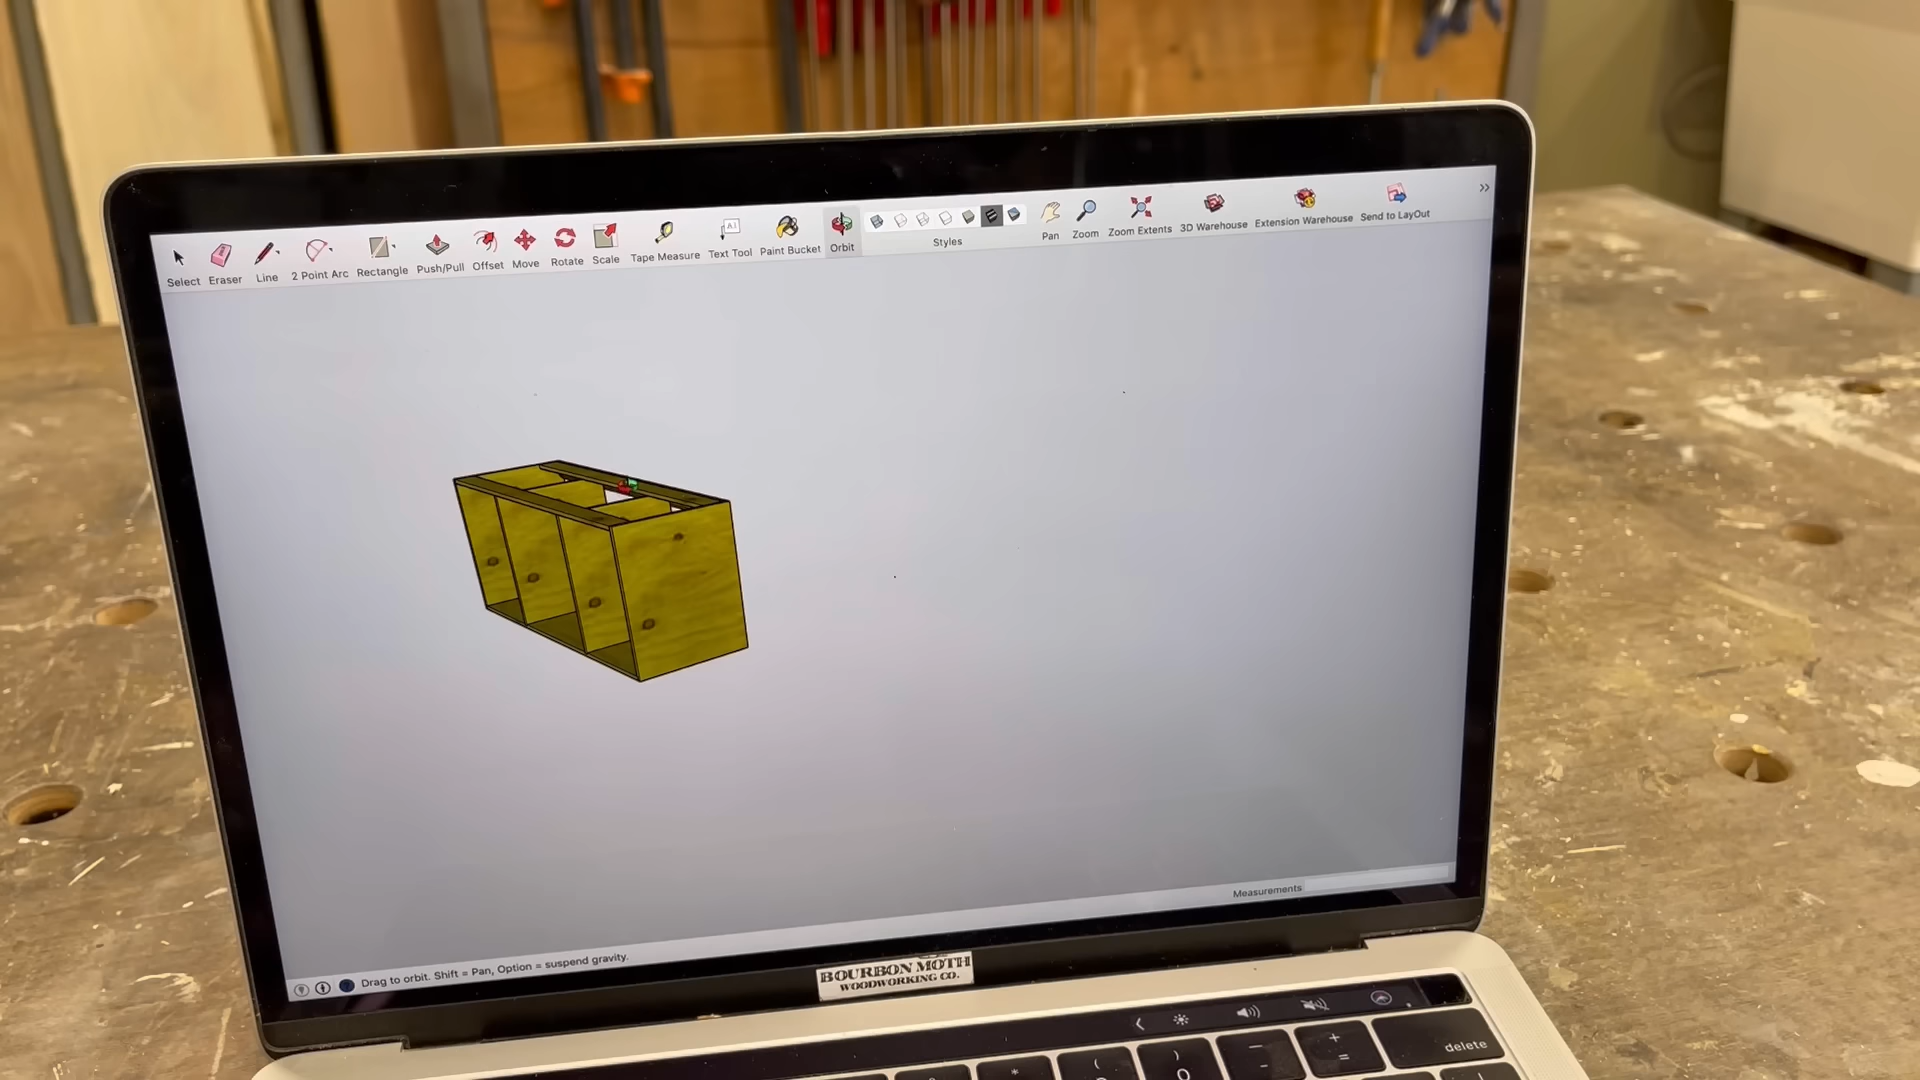 Select
Eraser
Line
2 Point Arc
Rectangle
Push/Pull
Offset
Move
Rotate
Scale
Tape Measure
Text Tool
Paint Bucket
Orbit
Styles
Pan
Zoom
Zoom Extents
3D Warehouse
Extension Warehouse
Send to LayOut
Measurements
Drag to orbit. Shift = Pan, Option = suspend gravity.
BOURBON MOTH
WOODWORKING CO.
delete